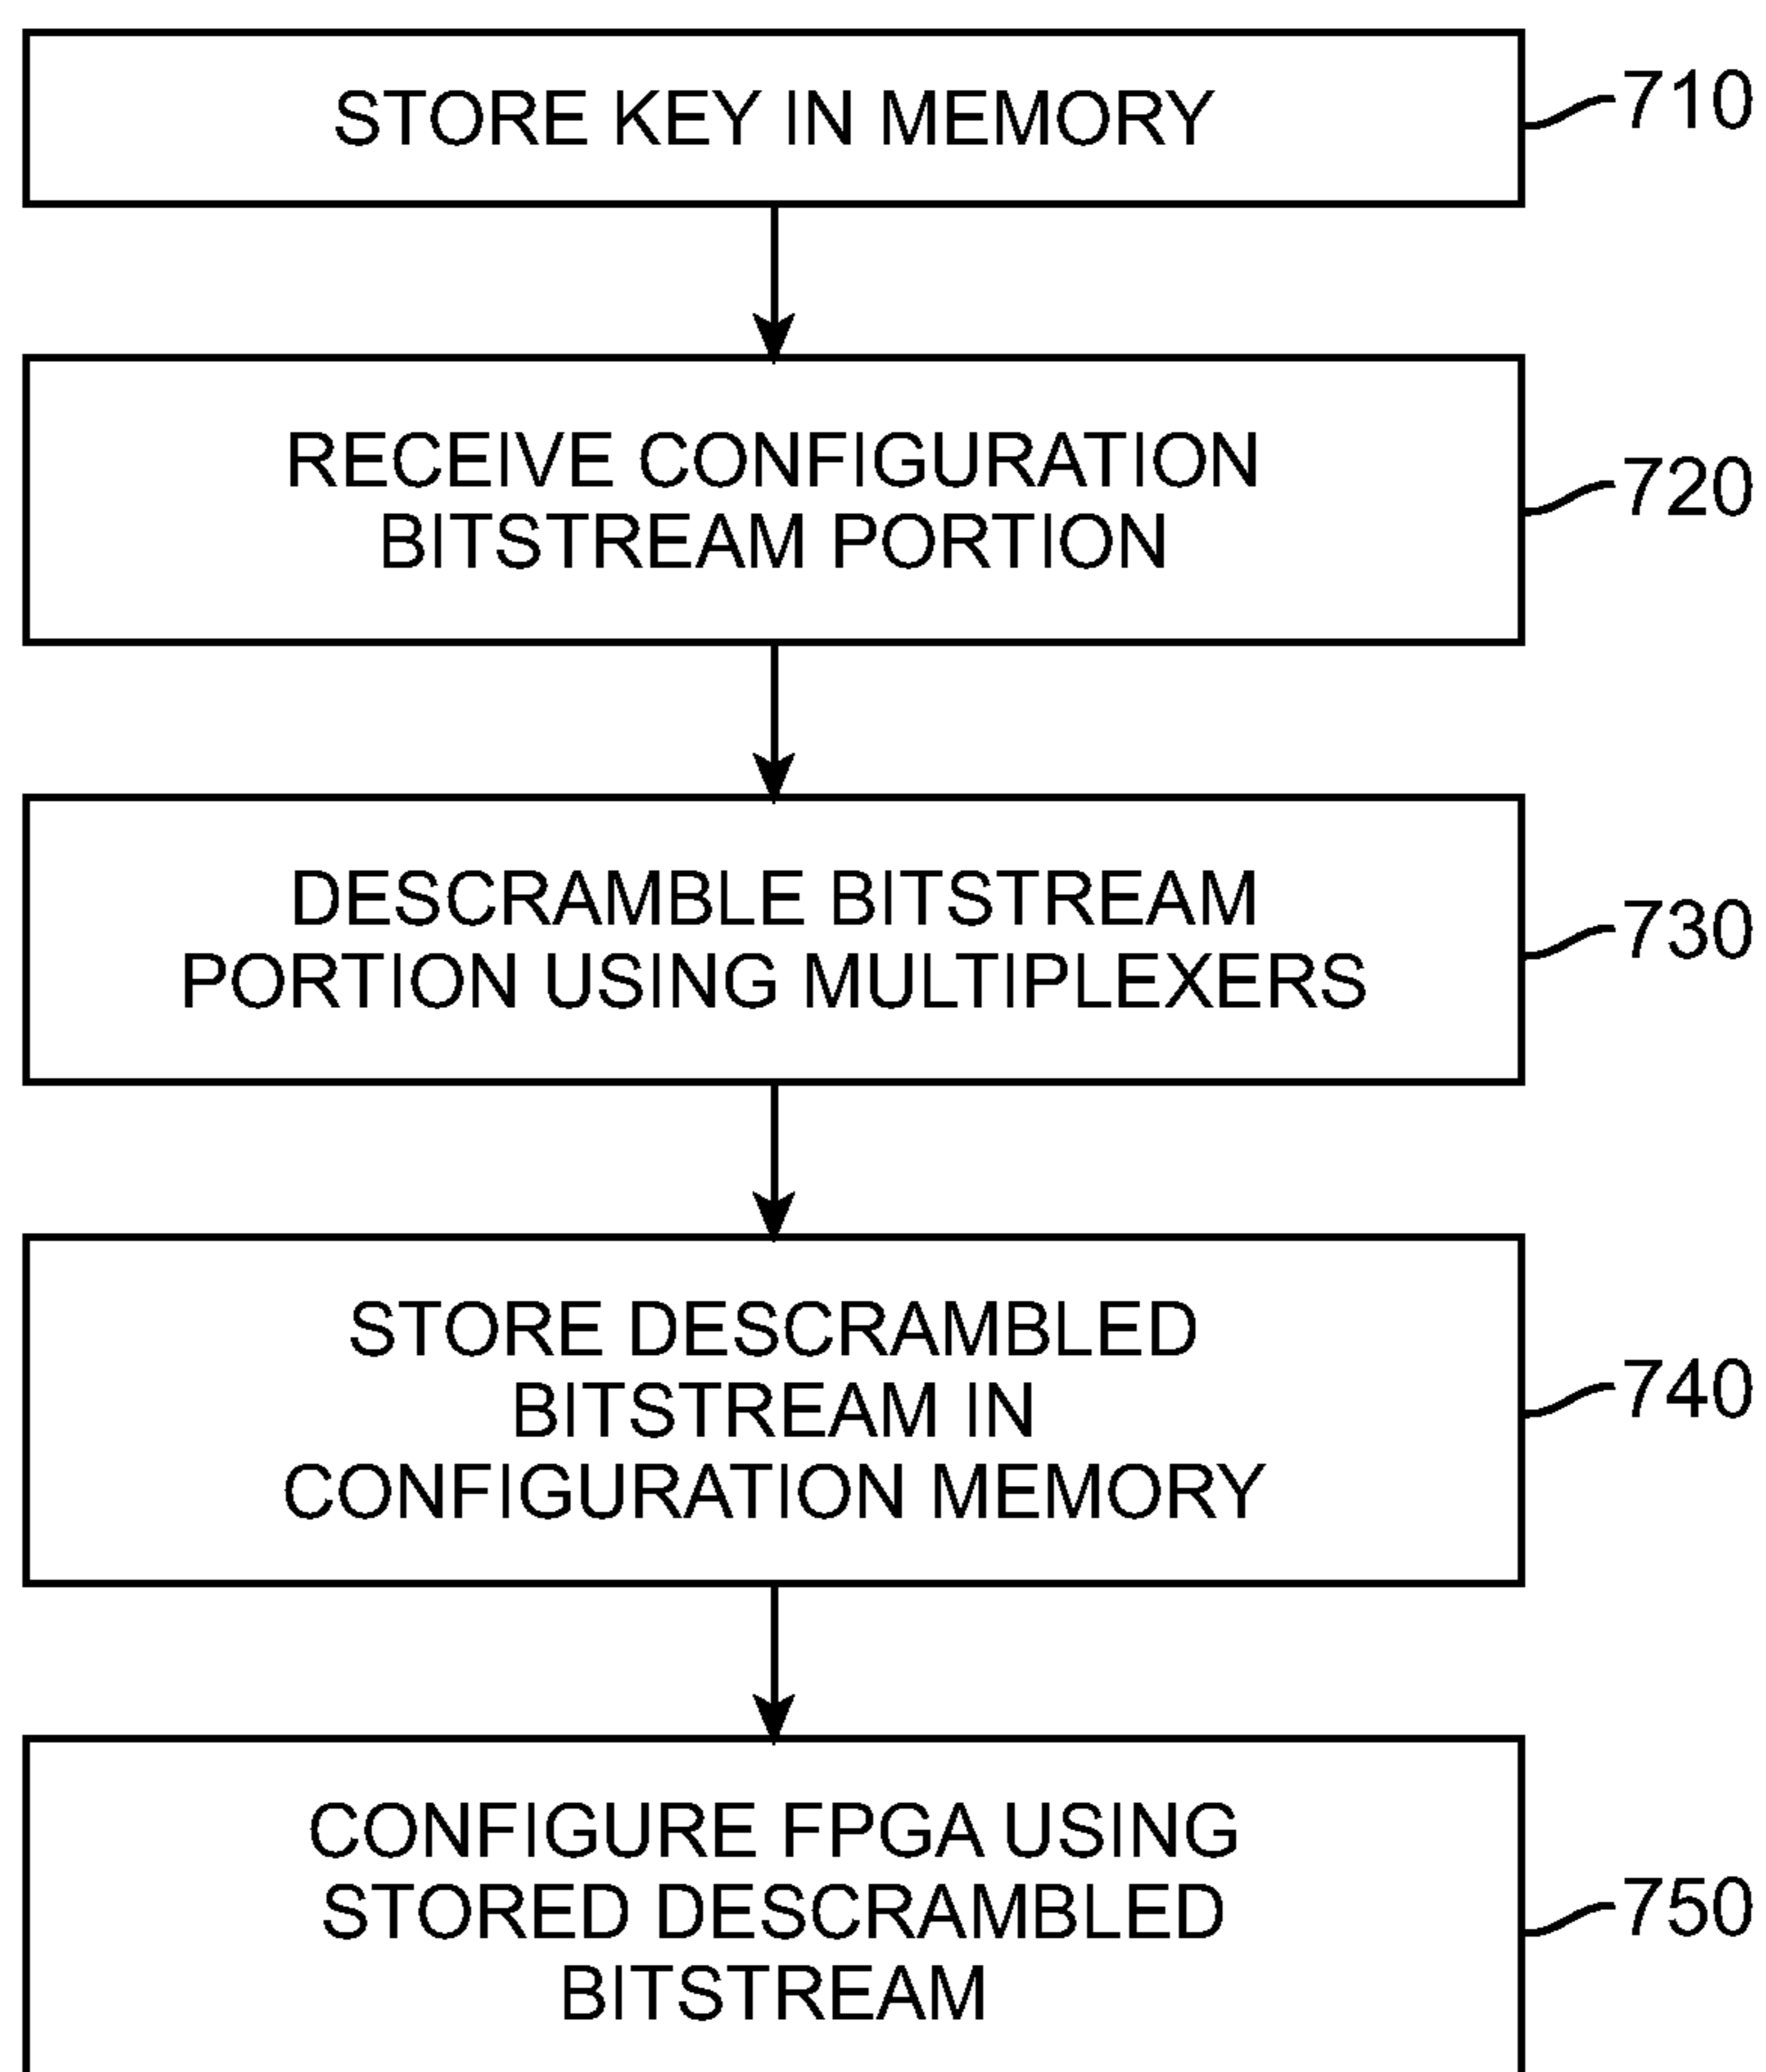 STORE KEY IN MEMORY
710
RECEIVE CONFIGURATION
BITSTREAM PORTION
720
DESCRAMBLE BITSTREAM
PORTION USING MULTIPLEXERS
730
STORE DESCRAMBLED
BITSTREAM IN
CONFIGURATION MEMORY
740
CONFIGURE FPGA USING
STORED DESCRAMBLED
BITSTREAM
750